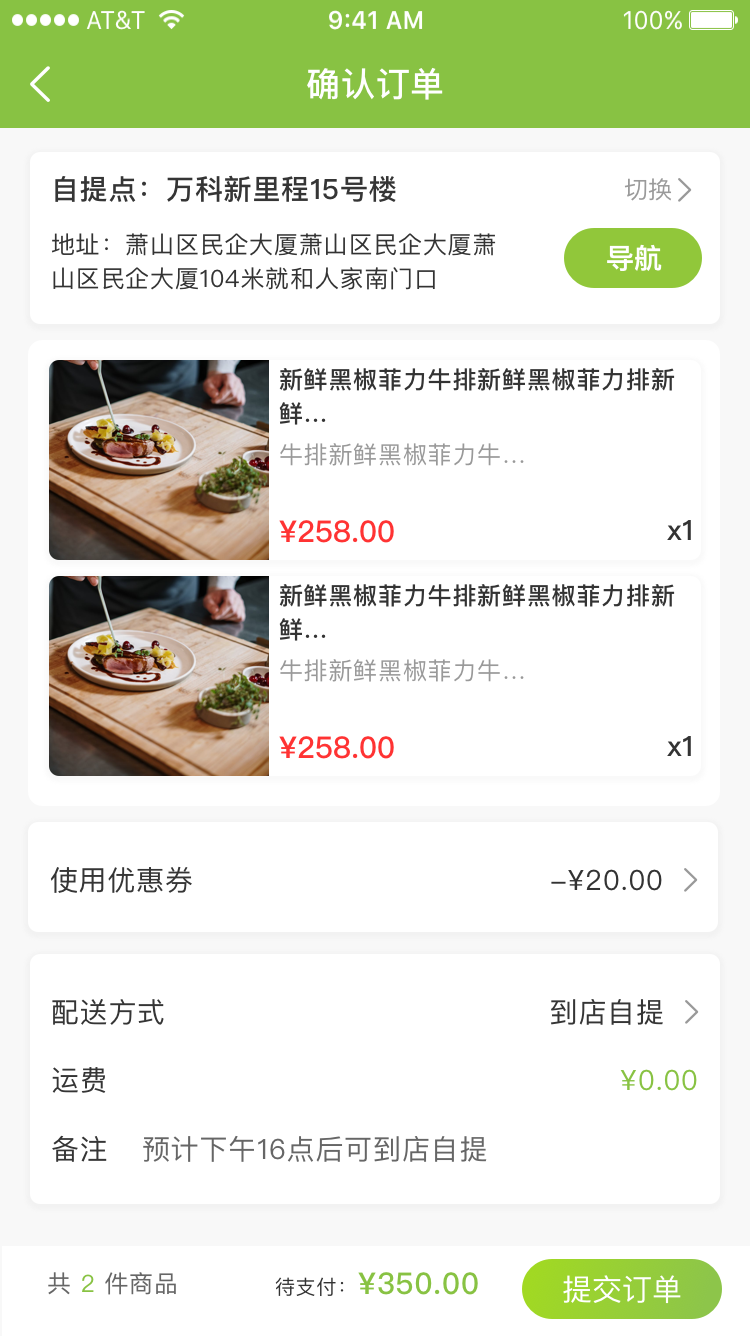 AT&T 9:41 AM 100%
确认订单
自提点：万科新里程15号楼 切换
地址：萧山区民企大厦萧山区民企大厦萧
山区民企大厦104米就和人家南门口
导航
新鲜黑椒菲力牛排新鲜黑椒菲力排新
鲜...
牛排新鲜黑椒菲力牛...
¥258.00 x1
新鲜黑椒菲力牛排新鲜黑椒菲力排新
鲜...
牛排新鲜黑椒菲力牛...
¥258.00 x1
使用优惠券 –¥20.00
配送方式 到店自提
运费 ¥0.00
备注 预计下午16点后可到店自提
共 2 件商品 待支付：¥350.00 提交订单